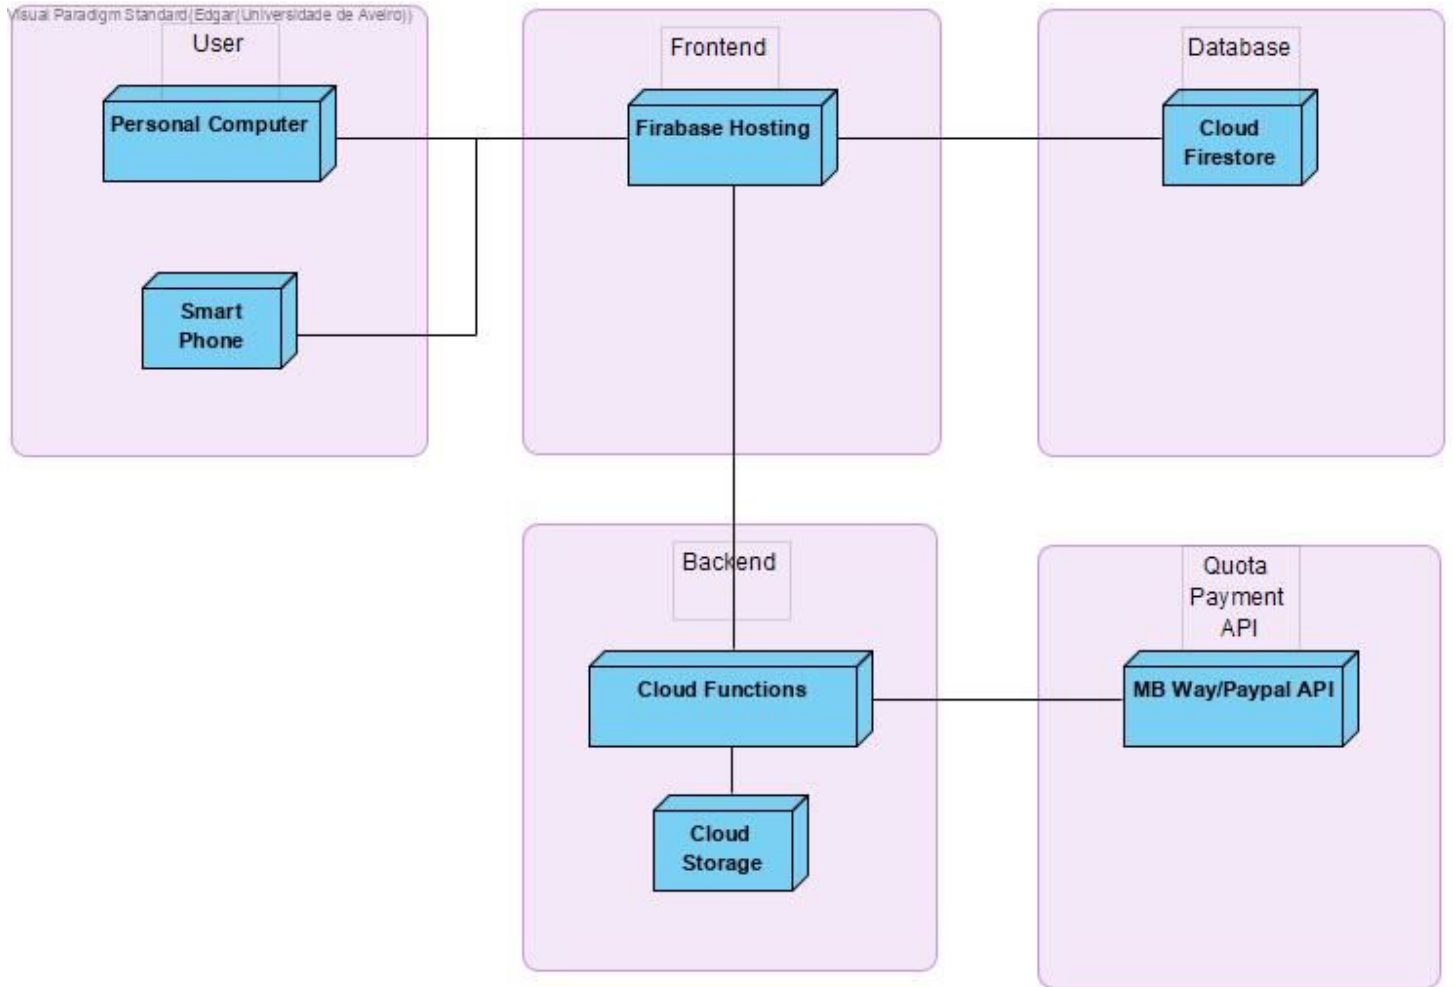 Visual Paradigm Standard(Edgar(Universidade de Aveiro))
User
Personal Computer
Smart
Phone
Frontend
Firabase Hosting
Database
Cloud
Firestore
Backend
Cloud Functions
Cloud
Storage
Quota
Payment
API
MB Way/Paypal API